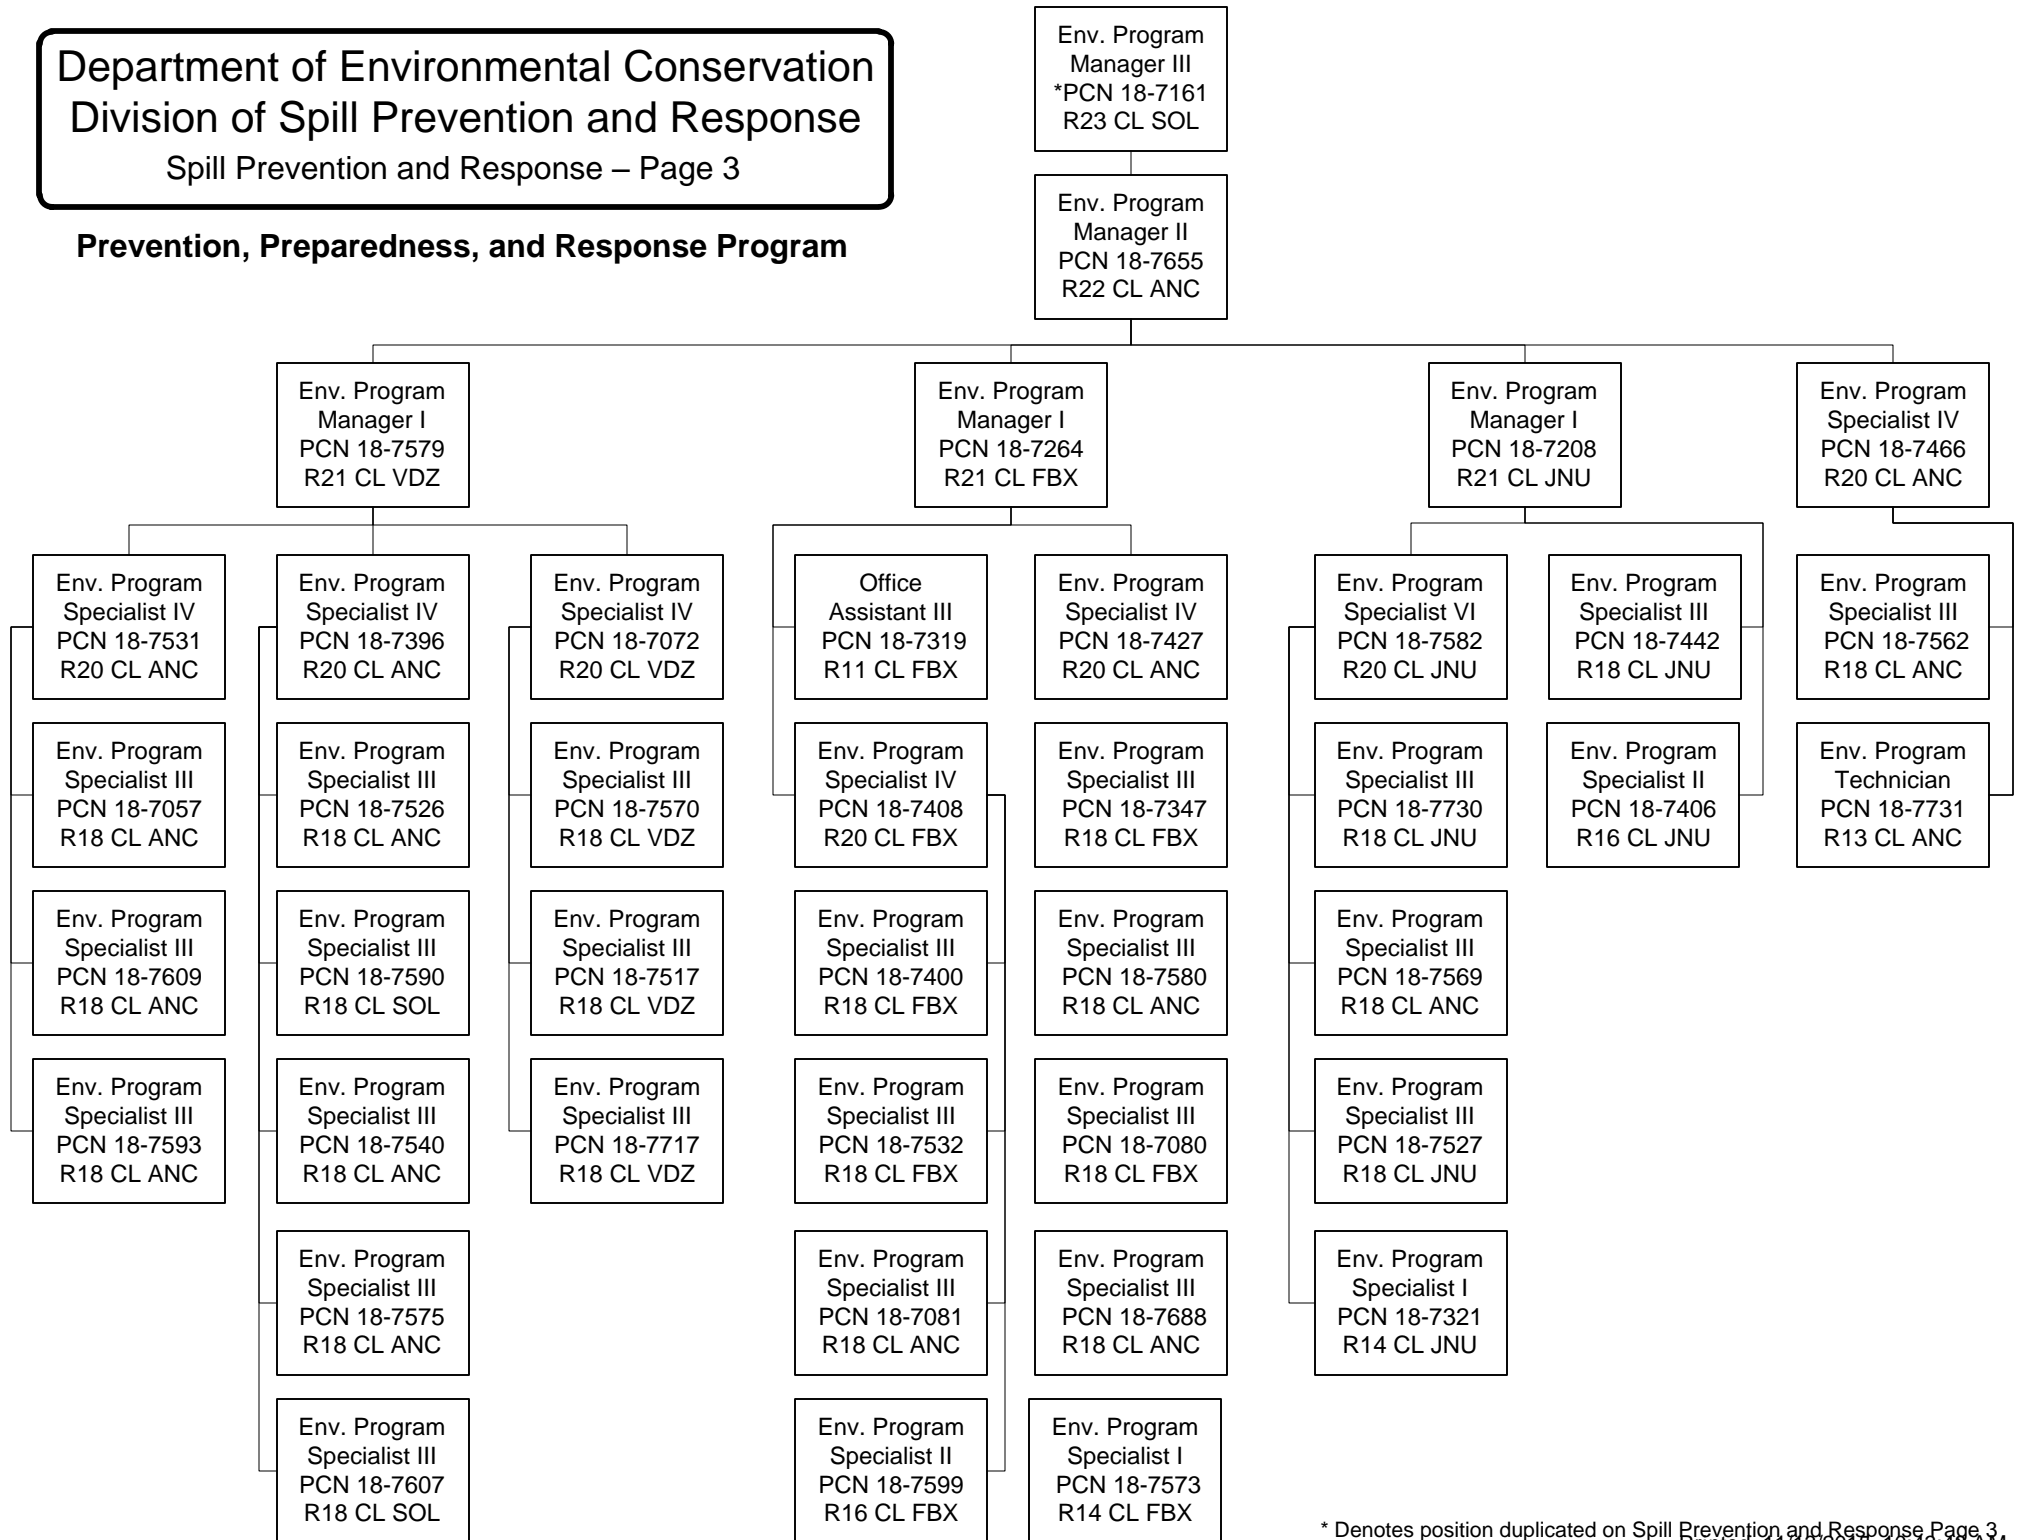 Department of Environmental Conservation
Division of Spill Prevention and Response
Spill Prevention and Response – Page 3
Prevention, Preparedness, and Response Program
Env. Program
Manager III
*PCN 18-7161
R23 CL SOL
Env. Program
Manager II
PCN 18-7655
R22 CL ANC
Env. Program
Manager I
PCN 18-7579
R21 CL VDZ
Env. Program
Manager I
PCN 18-7264
R21 CL FBX
Env. Program
Manager I
PCN 18-7208
R21 CL JNU
Env. Program
Specialist IV
PCN 18-7466
R20 CL ANC
Env. Program
Specialist IV
PCN 18-7531
R20 CL ANC
Env. Program
Specialist IV
PCN 18-7396
R20 CL ANC
Env. Program
Specialist IV
PCN 18-7072
R20 CL VDZ
Office
Assistant III
PCN 18-7319
R11 CL FBX
Env. Program
Specialist IV
PCN 18-7427
R20 CL ANC
Env. Program
Specialist VI
PCN 18-7582
R20 CL JNU
Env. Program
Specialist III
PCN 18-7442
R18 CL JNU
Env. Program
Specialist III
PCN 18-7562
R18 CL ANC
Env. Program
Specialist III
PCN 18-7057
R18 CL ANC
Env. Program
Specialist III
PCN 18-7526
R18 CL ANC
Env. Program
Specialist III
PCN 18-7570
R18 CL VDZ
Env. Program
Specialist IV
PCN 18-7408
R20 CL FBX
Env. Program
Specialist III
PCN 18-7347
R18 CL FBX
Env. Program
Specialist III
PCN 18-7730
R18 CL JNU
Env. Program
Specialist II
PCN 18-7406
R16 CL JNU
Env. Program
Technician
PCN 18-7731
R13 CL ANC
Env. Program
Specialist III
PCN 18-7609
R18 CL ANC
Env. Program
Specialist III
PCN 18-7590
R18 CL SOL
Env. Program
Specialist III
PCN 18-7517
R18 CL VDZ
Env. Program
Specialist III
PCN 18-7400
R18 CL FBX
Env. Program
Specialist III
PCN 18-7580
R18 CL ANC
Env. Program
Specialist III
PCN 18-7569
R18 CL ANC
Env. Program
Specialist III
PCN 18-7593
R18 CL ANC
Env. Program
Specialist III
PCN 18-7540
R18 CL ANC
Env. Program
Specialist III
PCN 18-7717
R18 CL VDZ
Env. Program
Specialist III
PCN 18-7532
R18 CL FBX
Env. Program
Specialist III
PCN 18-7080
R18 CL FBX
Env. Program
Specialist III
PCN 18-7527
R18 CL JNU
Env. Program
Specialist III
PCN 18-7575
R18 CL ANC
Env. Program
Specialist III
PCN 18-7081
R18 CL ANC
Env. Program
Specialist III
PCN 18-7688
R18 CL ANC
Env. Program
Specialist I
PCN 18-7321
R14 CL JNU
Env. Program
Specialist III
PCN 18-7607
R18 CL SOL
Env. Program
Specialist II
PCN 18-7599
R16 CL FBX
Env. Program
Specialist I
PCN 18-7573
R14 CL FBX
* Denotes position duplicated on Spill Prevention and Response Page 3